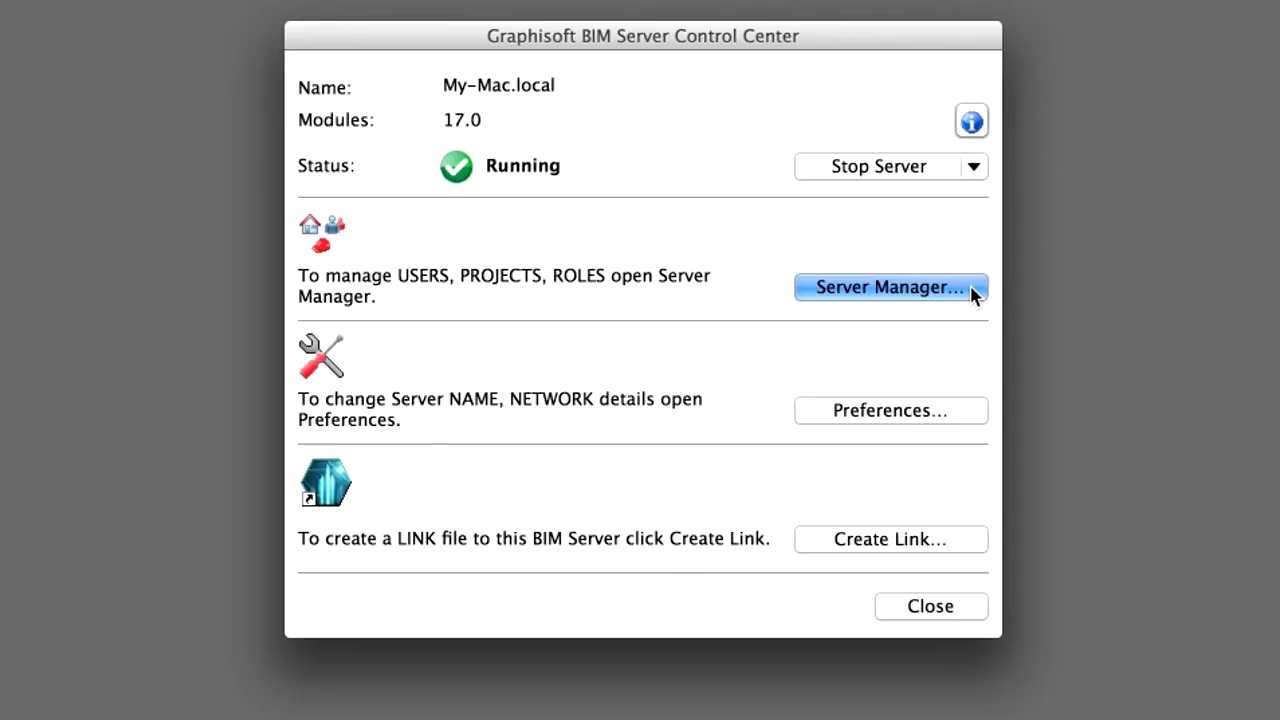 Graphisoft BIM Server Control Center
Name: My-Mac.local
Modules: 17.0
Status: Running
Stop Server
To manage USERS, PROJECTS, ROLES open Server
Manager.
Server Manager...
To change Server NAME, NETWORK details open
Preferences.
Preferences...
To create a LINK file to this BIM Server click Create Link.
Create Link...
Close